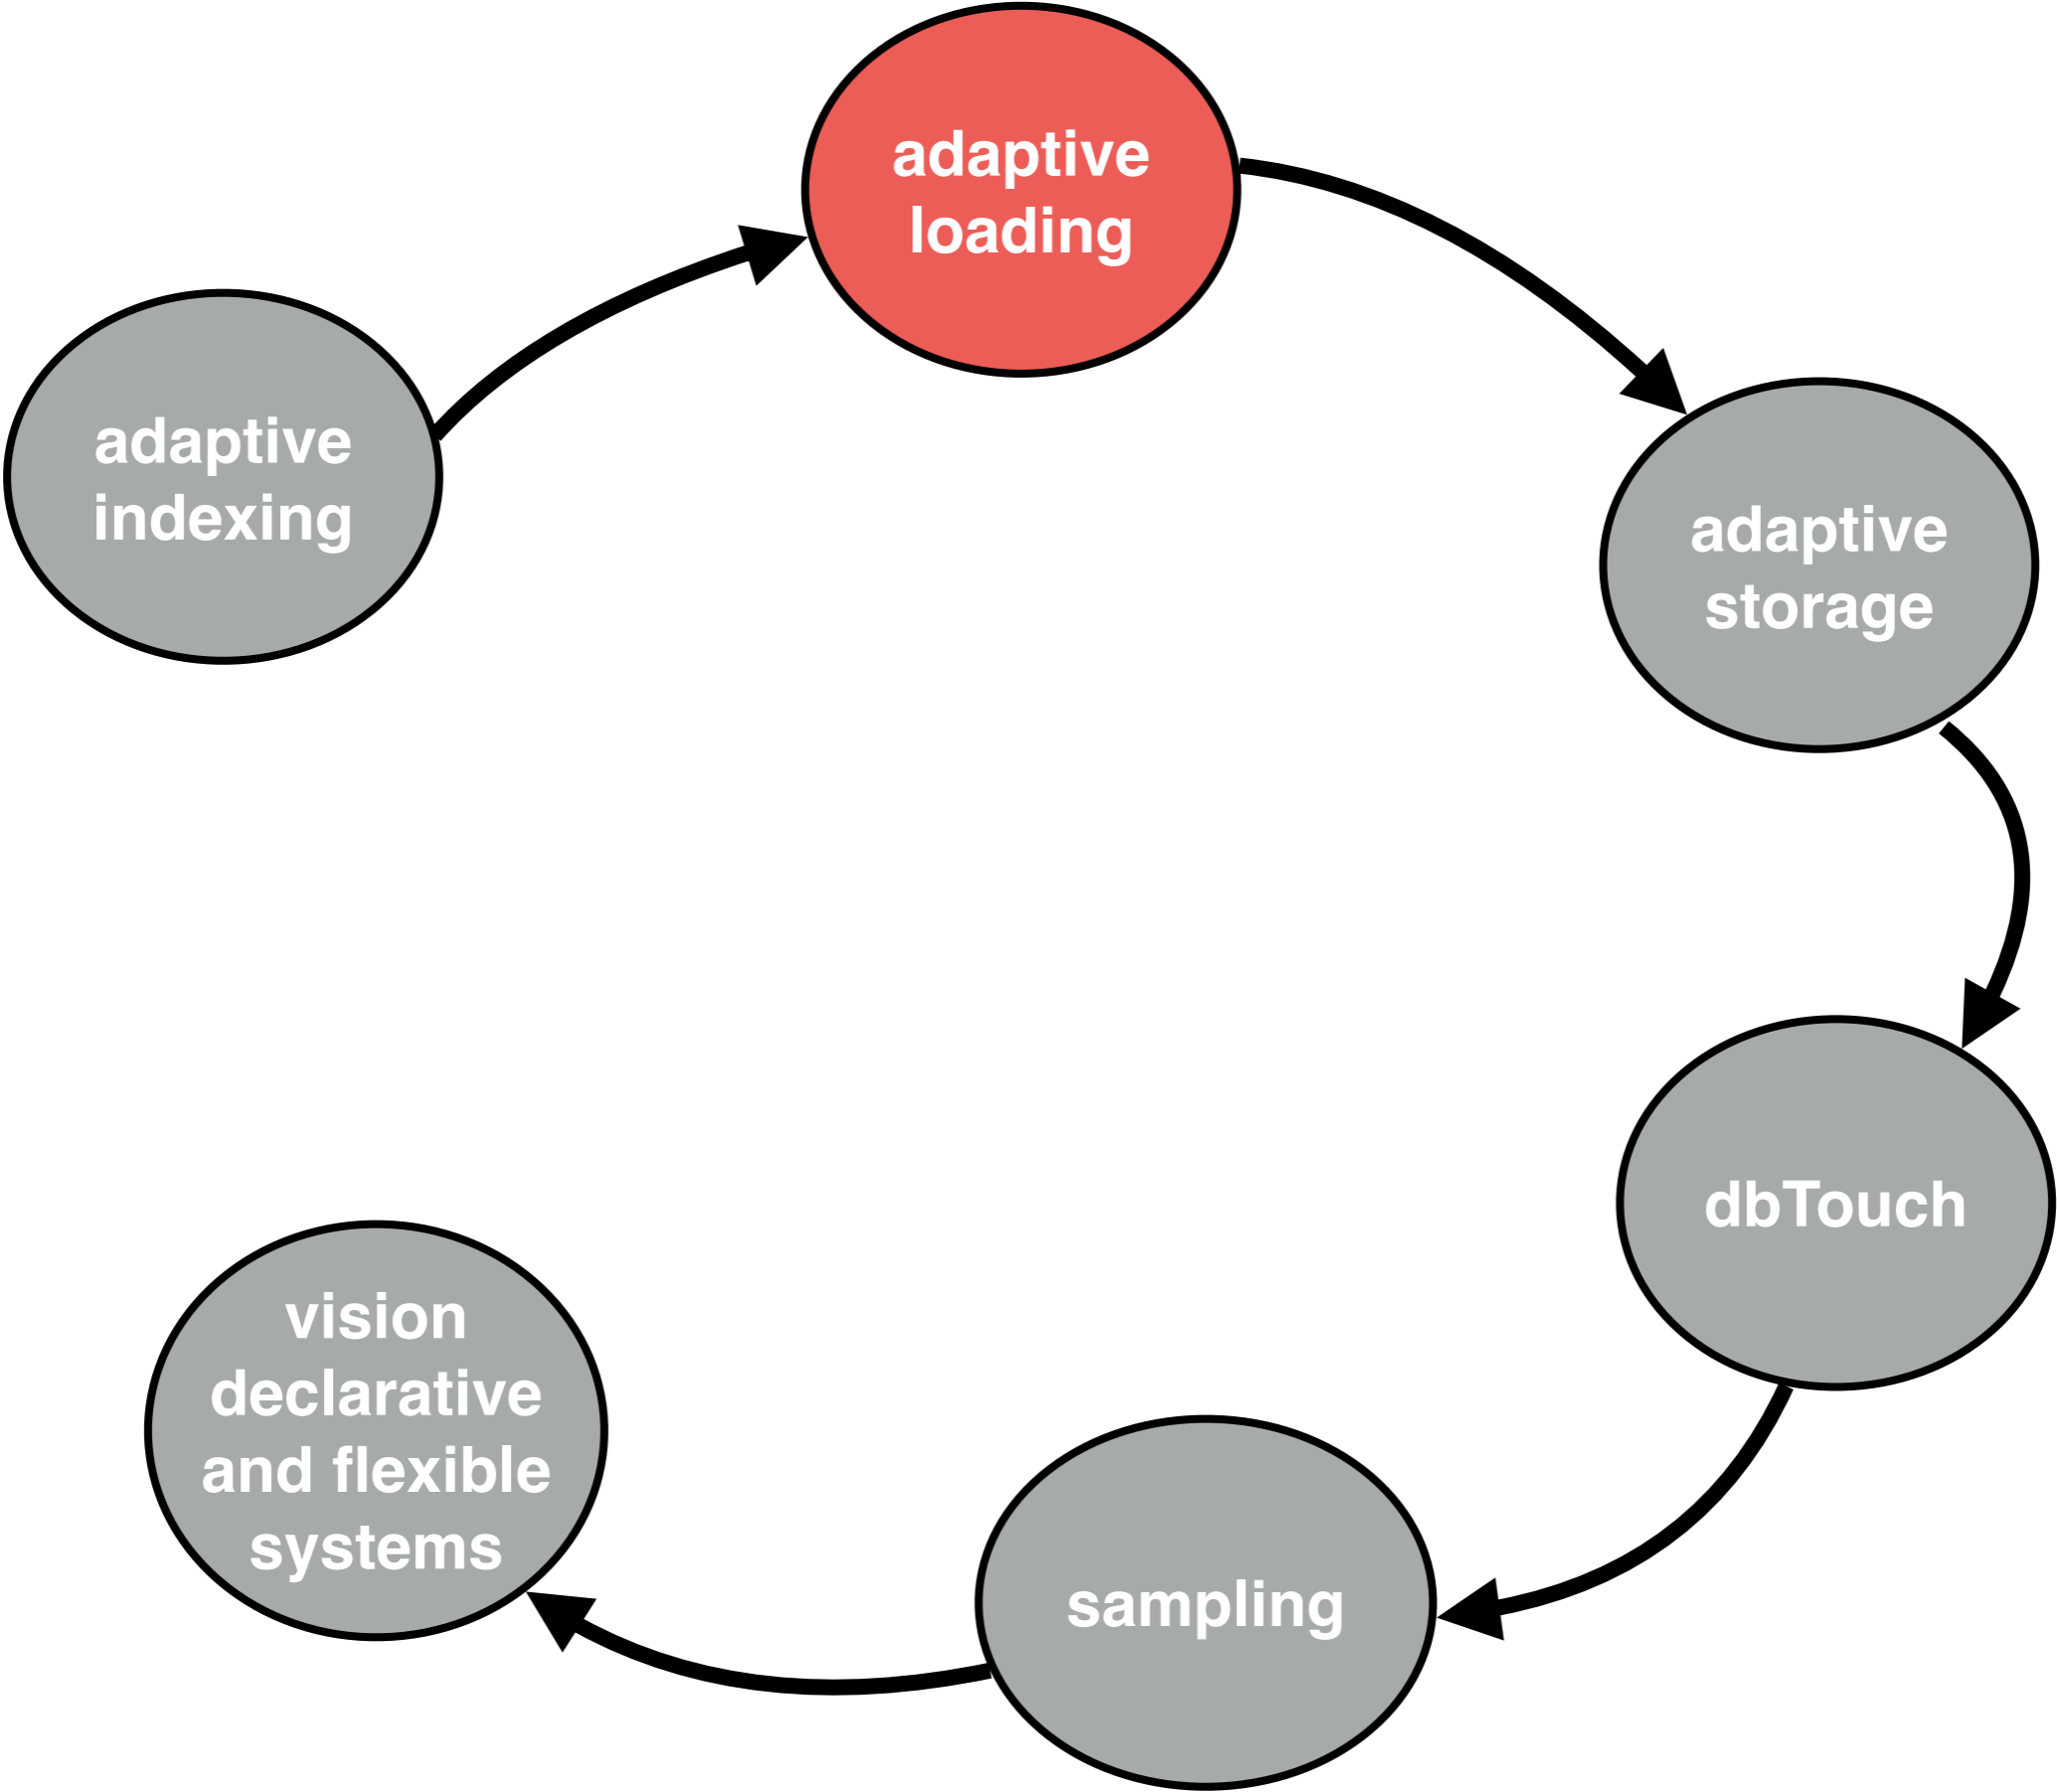 adaptive
loading
adaptive
indexing
adaptive
storage
dbTouch
vision
declarative
and flexible
systems
sampling